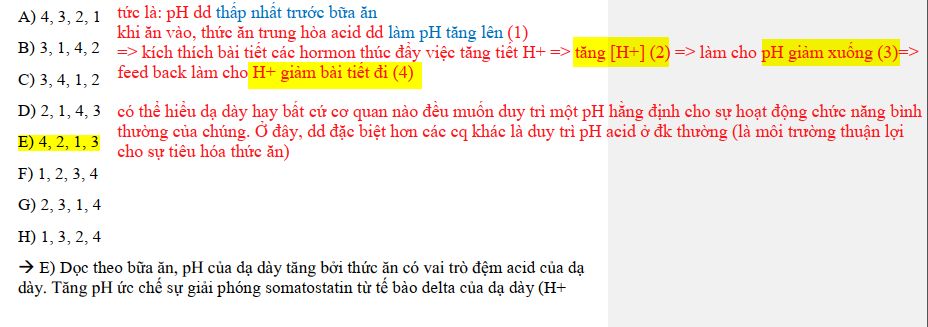 A) 4, 3, 2, 1 tức là: pH dd thấp nhất trước bữa ăn
khi ăn vào, thức ăn trung hòa acid dd làm pH tăng lên (1)
B) 3, 1, 4, 2 => kích thích bài tiết các hormon thúc đẩy việc tăng tiết H+ => tăng [H+] (2) => làm cho pH giảm xuống (3)=>
C) 3, 4, 1, 2 feed back làm cho H+ giảm bài tiết đi (4)
D) 2, 1, 4, 3 có thể hiểu dạ dày hay bất cứ cơ quan nào đều muốn duy trì một pH hằng định cho sự hoạt động chức năng bình
E) 4, 2, 1, 3 thường của chúng. Ở đây, dd đặc biệt hơn các cq khác là duy trì pH acid ở đk thường (là môi trường thuận lợi
cho sự tiêu hóa thức ăn)
F) 1, 2, 3, 4
G) 2, 3, 1, 4
H) 1, 3, 2, 4
→ E) Dọc theo bữa ăn, pH của dạ dày tăng bởi thức ăn có vai trò đệm acid của dạ
dày. Tăng pH ức chế sự giải phóng somatostatin từ tế bào delta của dạ dày (H+